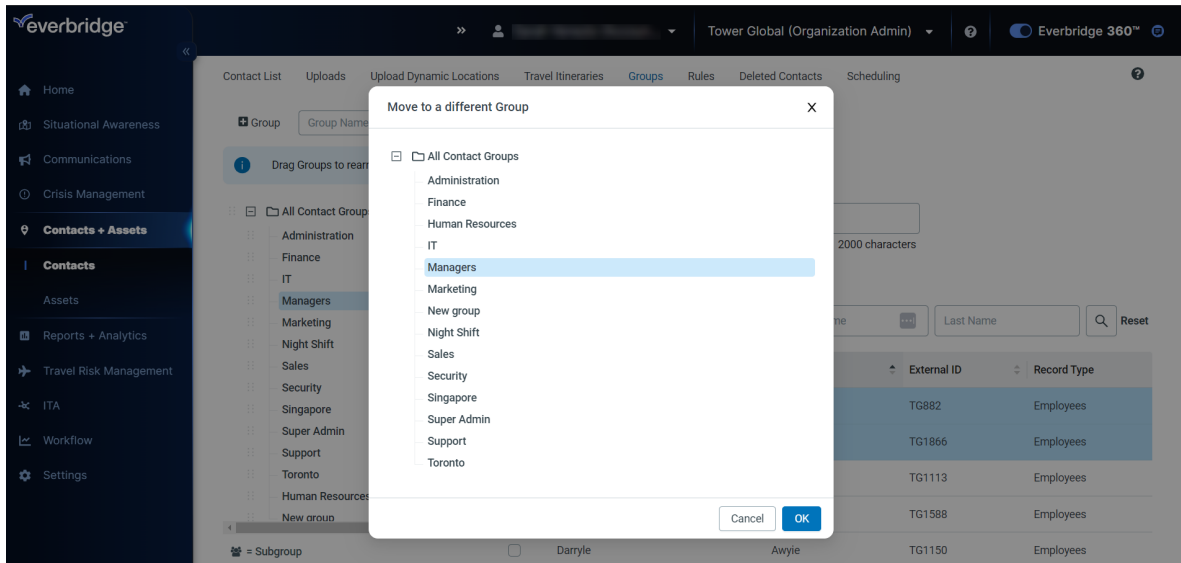 everbridge
«
»
Tower Global (Organization Admin)
?
Everbridge 360™
Home
Situational Awareness
Communications
Crisis Management
Contacts + Assets
Contacts
Assets
Reports + Analytics
Travel Risk Management
ITA
Workflow
Settings
Contact List Uploads Upload Dynamic Locations Travel Itineraries Groups Rules Deleted Contacts Scheduling
?
Group
Group Name
i
Drag Groups to rearr
All Contact Group
Administration
Finance
IT
Managers
Marketing
Night Shift
Sales
Security
Singapore
Super Admin
Support
Toronto
Human Resources
New group
= Subgroup
Move to a different Group X
All Contact Groups
Administration
Finance
Human Resources
IT
Managers
Marketing
New group
Night Shift
Sales
Security
Singapore
Super Admin
Support
Toronto
Cancel OK
2000 characters
me Last Name Reset
External ID Record Type
TG882 Employees
TG1866 Employees
TG1113 Employees
TG1588 Employees
Darryle Awyie TG1150 Employees